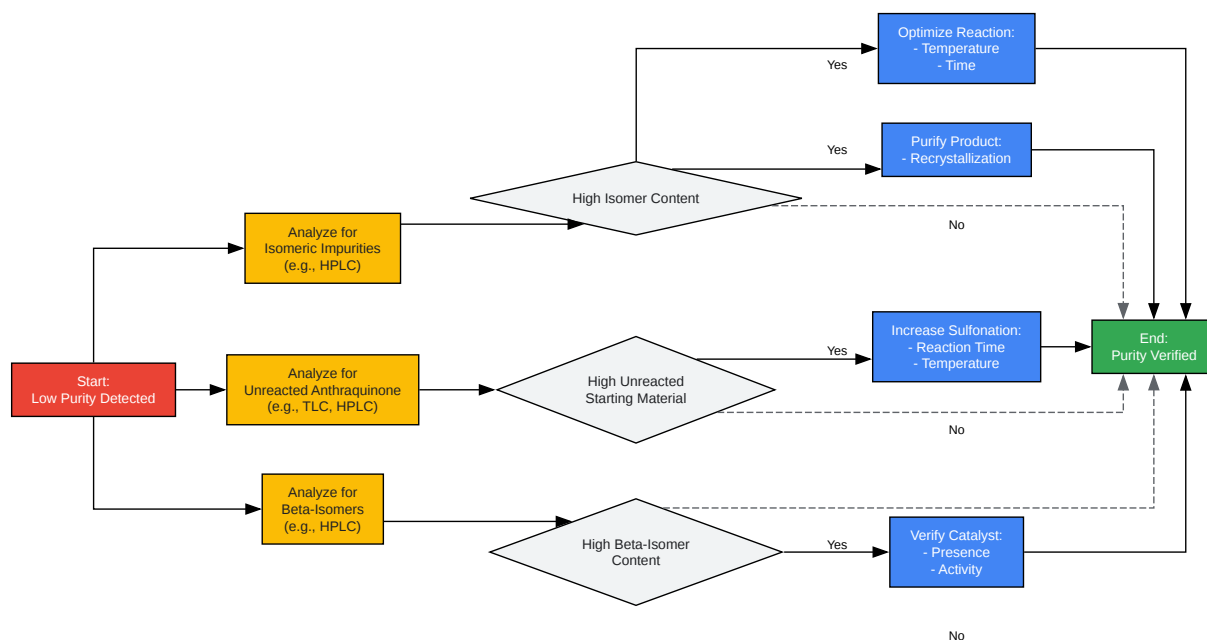 Optimize Reaction:
- Temperature
- Time
Yes
Purify Product:
- Recrystallization
Yes
High Isomer Content
No
Analyze for
Isomeric Impurities
(e.g., HPLC)
Start:
Low Purity Detected
Analyze for
Unreacted Anthraquinone
(e.g., TLC, HPLC)
High Unreacted
Starting Material
Yes
Increase Sulfonation:
- Reaction Time
- Temperature
End:
Purity Verified
No
Analyze for
Beta-Isomers
(e.g., HPLC)
High Beta-Isomer
Content
Yes
Verify Catalyst:
- Presence
- Activity
No